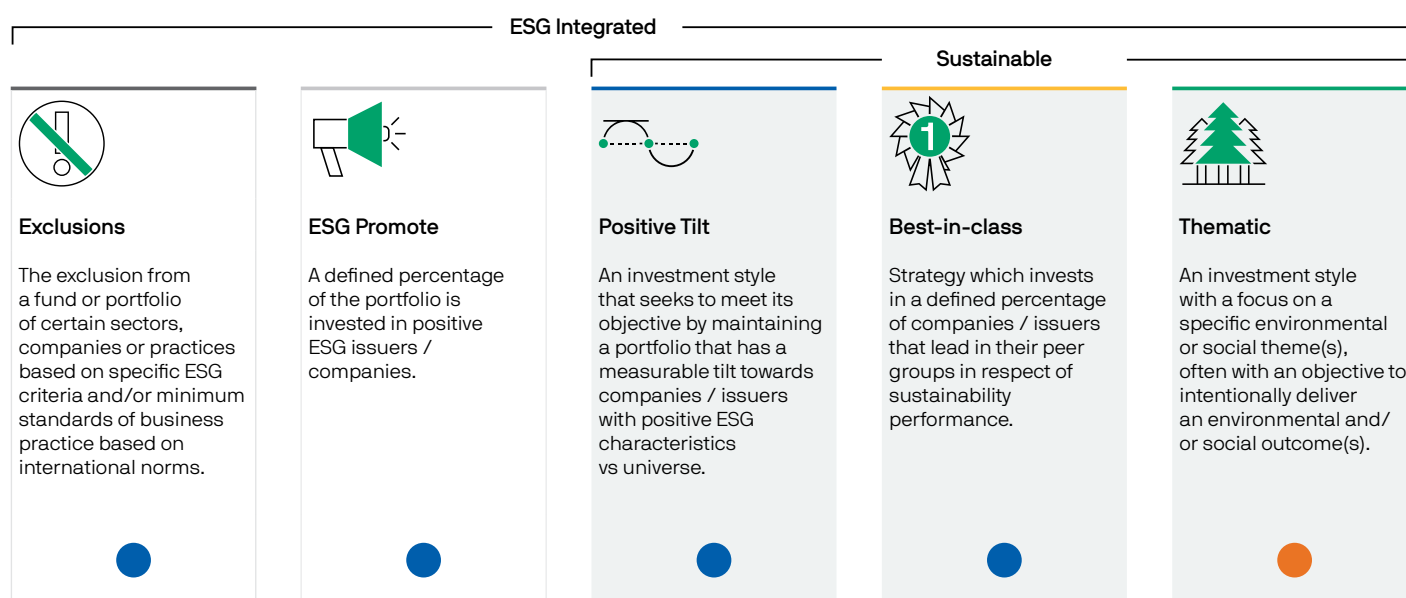 ESG Integrated
Sustainable
Exclusions
The exclusion from
a fund or portfolio
of certain sectors,
companies or practices
based on specific ESG
criteria and/or minimum
standards of business
practice based on
international norms.
ESG Promote
A defined percentage
of the portfolio is
invested in positive
ESG issuers /
companies.
Positive Tilt
An investment style
that seeks to meet its
objective by maintaining
a portfolio that has a
measurable tilt towards
companies / issuers
with positive ESG
characteristics
vs universe.
1
Best-in-class
Strategy which invests
in a defined percentage
of companies / issuers
that lead in their peer
groups in respect of
sustainability
performance.
Thematic
An investment style
with a focus on a
specific environmental
or social theme(s),
often with an objective to
intentionally deliver
an environmental and/
or social outcome(s).